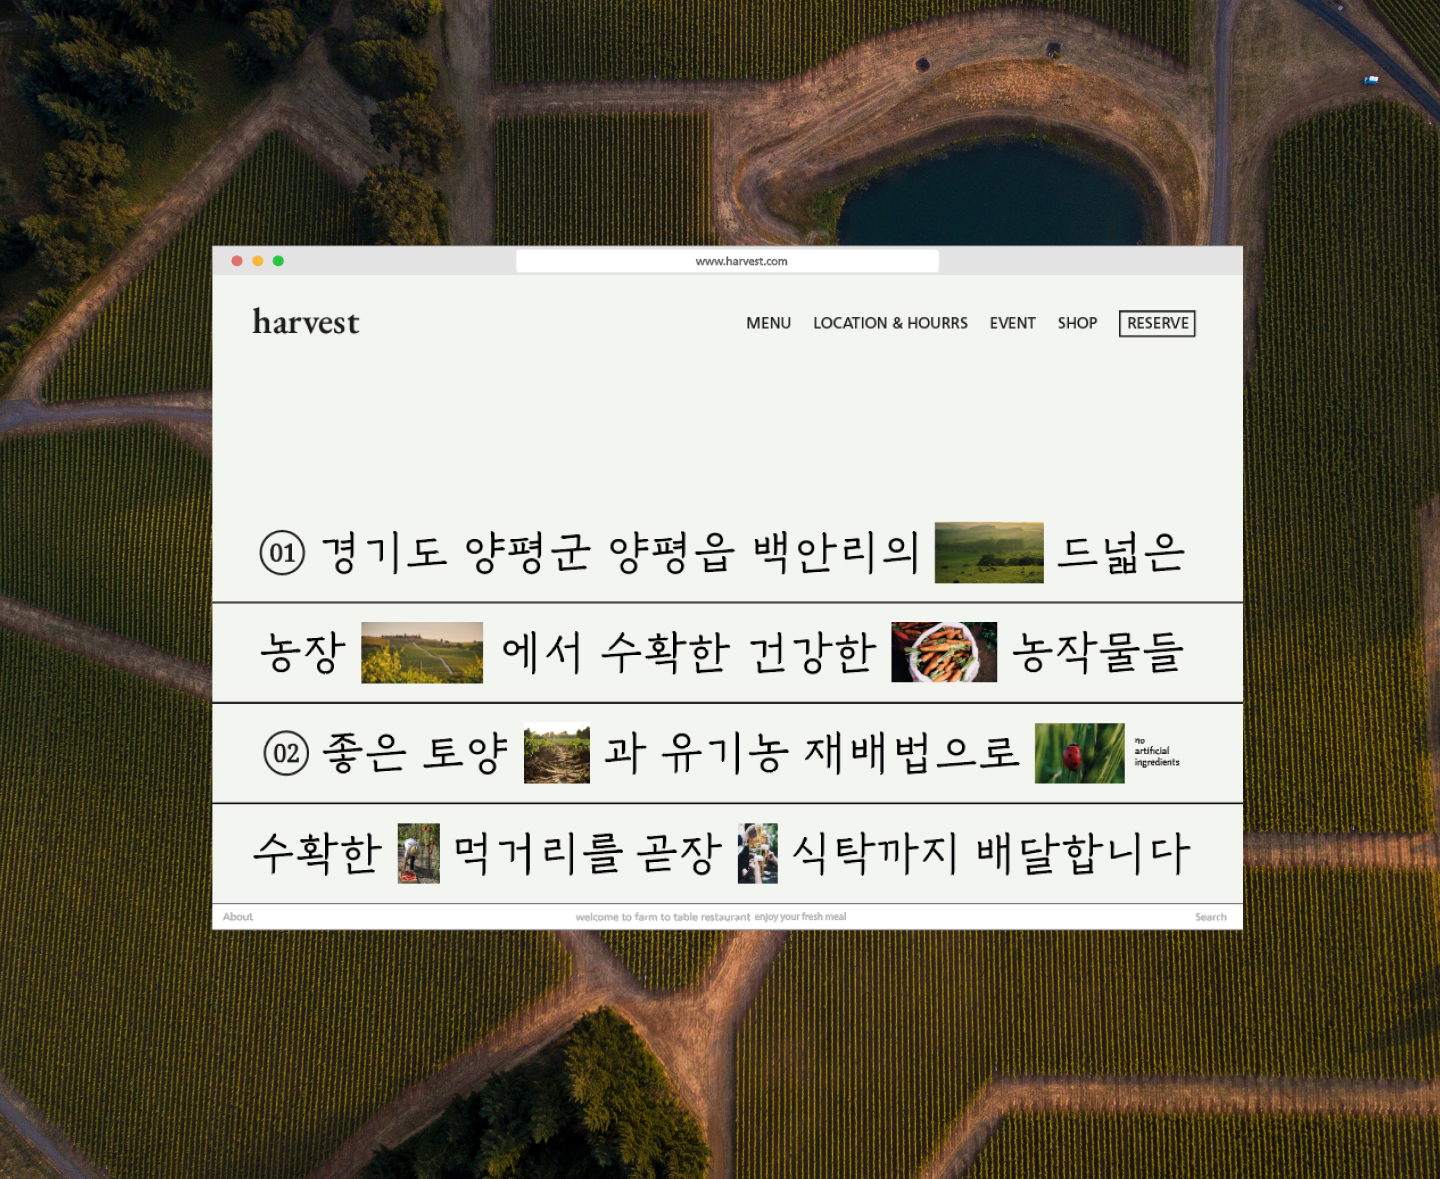 www.harvest.com
harvest
MENU LOCATION & HOURRS EVENT SHOP RESERVE
01 경기도 양평군 양평읍 백안리의 드넓은
농장 에서 수확한 건강한 농작물들
02 좋은 토양 과 유기농 재배법으로
no
artificial
ingredients
수확한 먹거리를 곧장 식탁까지 배달합니다
About welcome to farm to table restaurant enjoy your fresh meal Search